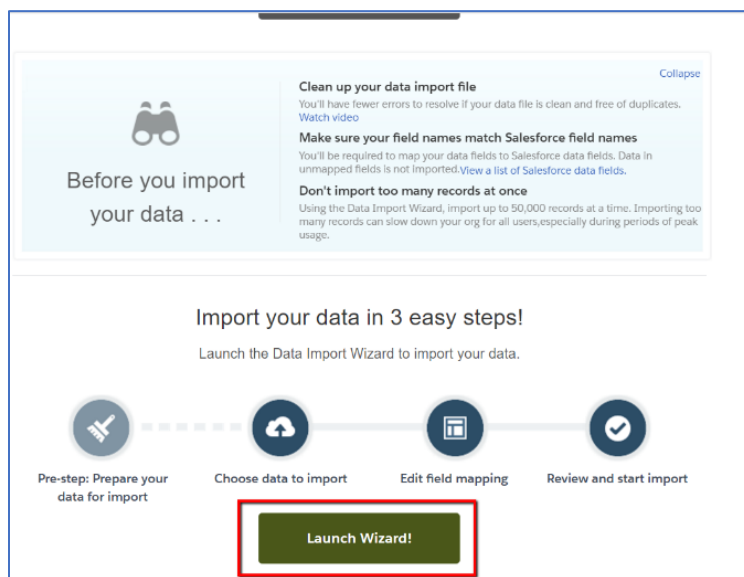 Collapse
Clean up your data import file
You'll have fewer errors to resolve if your data file is clean and free of duplicates.
Watch video
Make sure your field names match Salesforce field names
You'll be required to map your data fields to Salesforce data fields. Data in
unmapped fields is not imported.View a list of Salesforce data fields.
Don't import too many records at once
Using the Data Import Wizard, import up to 50,000 records at a time. Importing too
many records can slow down your org for all users,especially during periods of peak
usage.
Before you import
your data . . .
Import your data in 3 easy steps!
Launch the Data Import Wizard to import your data.
Pre-step: Prepare your
data for import
Choose data to import
Edit field mapping
Review and start import
Launch Wizard!